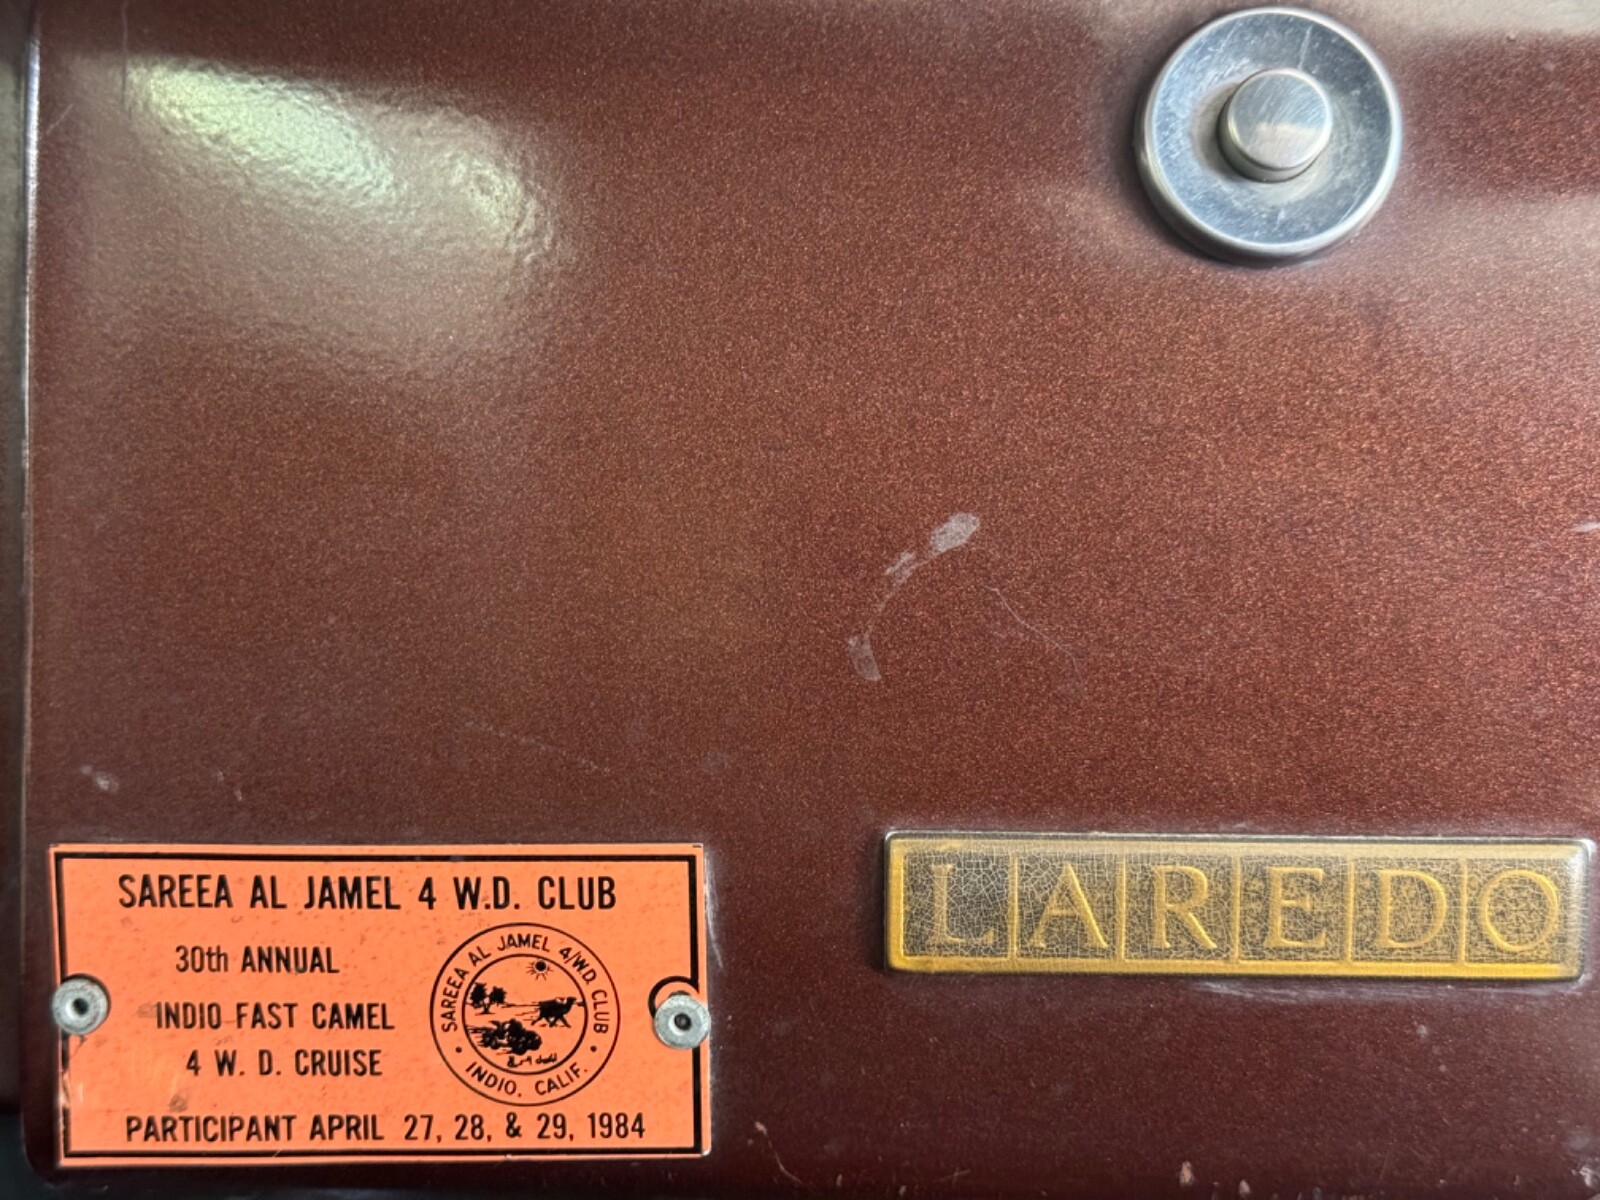 SAREEA AL JAMEL 4 W.D. CLUB
30th ANNUAL
INDIO FAST CAMEL
4 W. D. CRUISE
SAREEA AL JAMEL 4/W.D. CLUB
• INDIO, CALIF. •
PARTICIPANT APRIL 27, 28, & 29, 1984
LAREDO